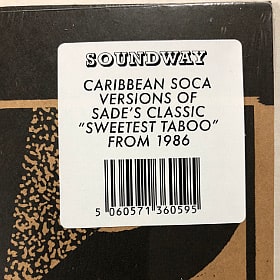 SOUNDWAY
CARIBBEAN SOCA
VERSIONS OF
SADE'S CLASSIC
"SWEETEST TABOO"
FROM 1986
5 060571 360595